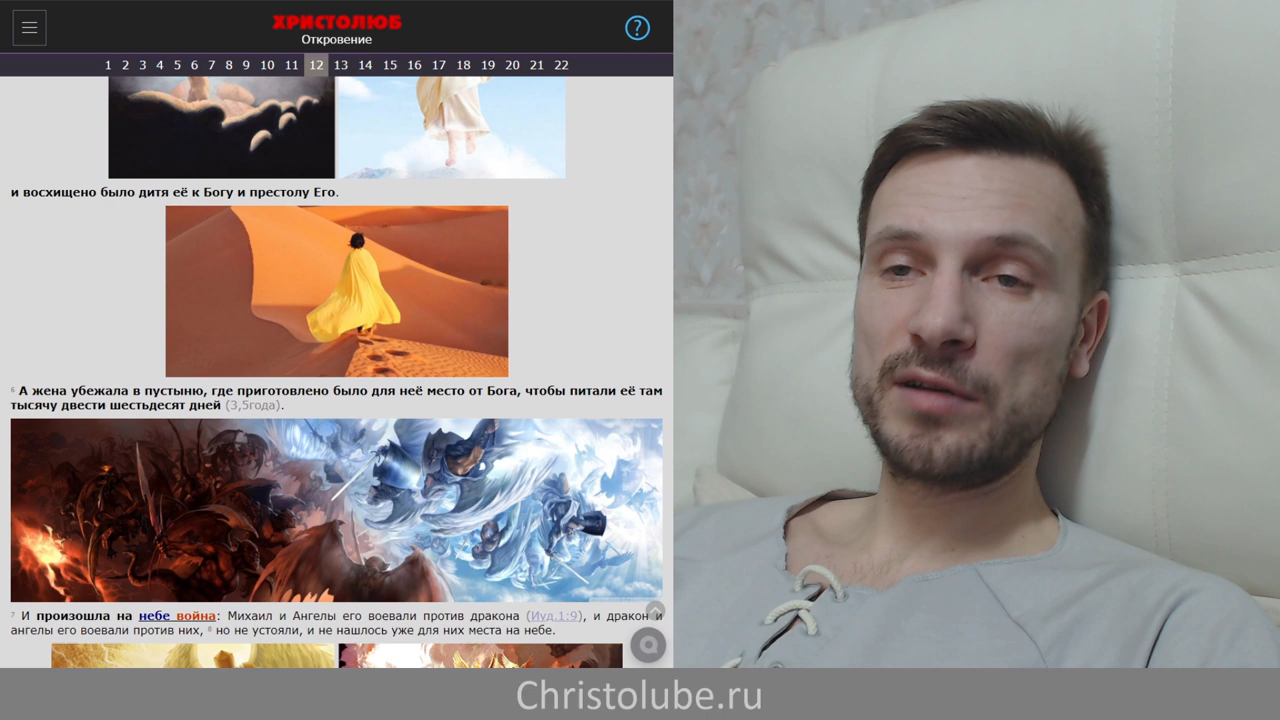 ХРИСТОЛЮБ
Откровение
1 2 3 4 5 6 7 8 9 10 11 12 13 14 15 16 17 18 19 20 21 22
и восхищено было дитя её к Богу и престолу Его.
6 А жена убежала в пустыню, где приготовлено было для неё место от Бога, чтобы питали её там
тысячу двести шестьдесят дней (3,5года).
7 И произошла на небе война: Михаил и Ангелы его воевали против дракона (Иуд.1:9), и дракон и
ангелы его воевали против них, 8 но не устояли, и не нашлось уже для них места на небе.
Christolube.ru